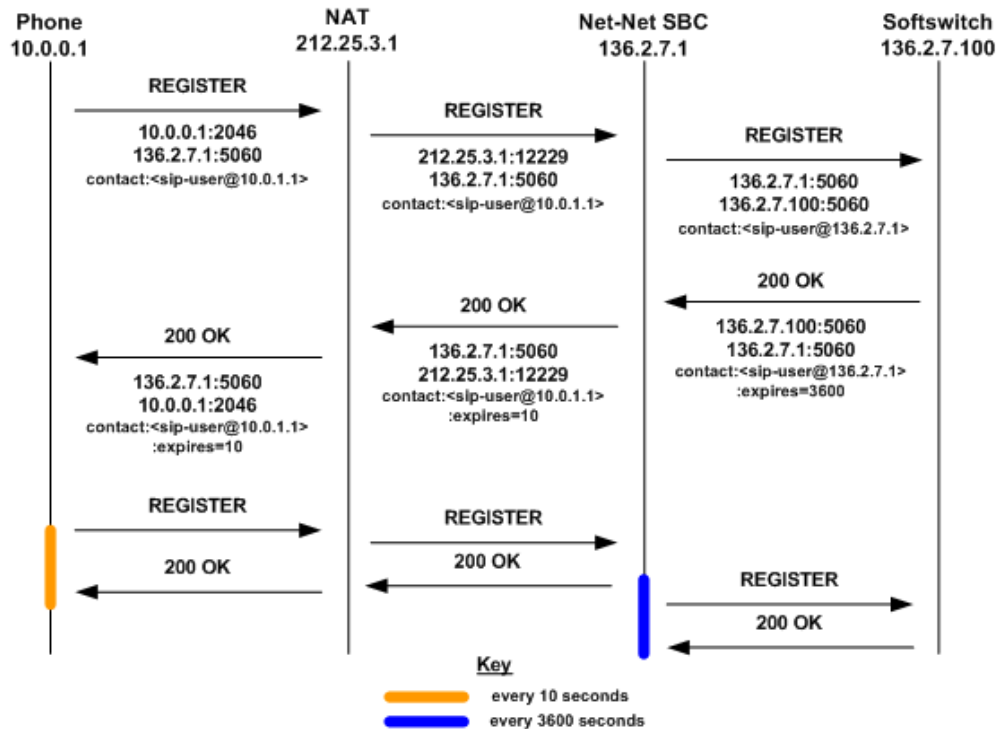 Phone
10.0.0.1
NAT
212.25.3.1
Net-Net SBC
136.2.7.1
Softswitch
136.2.7.100
REGISTER
10.0.0.1:2046
136.2.7.1:5060
contact:<sip-user@10.0.1.1>
REGISTER
212.25.3.1:12229
136.2.7.1:5060
contact:<sip-user@10.0.1.1>
REGISTER
136.2.7.1:5060
136.2.7.100:5060
contact:<sip-user@136.2.7.1>
200 OK
136.2.7.100:5060
136.2.7.1:5060
contact:<sip-user@136.2.7.1>
:expires=3600
200 OK
136.2.7.1:5060
212.25.3.1:12229
contact:<sip-user@10.0.1.1>
:expires=10
200 OK
136.2.7.1:5060
10.0.0.1:2046
contact:<sip-user@10.0.1.1>
:expires=10
REGISTER
REGISTER
200 OK
200 OK
REGISTER
200 OK
Key
every 10 seconds
every 3600 seconds